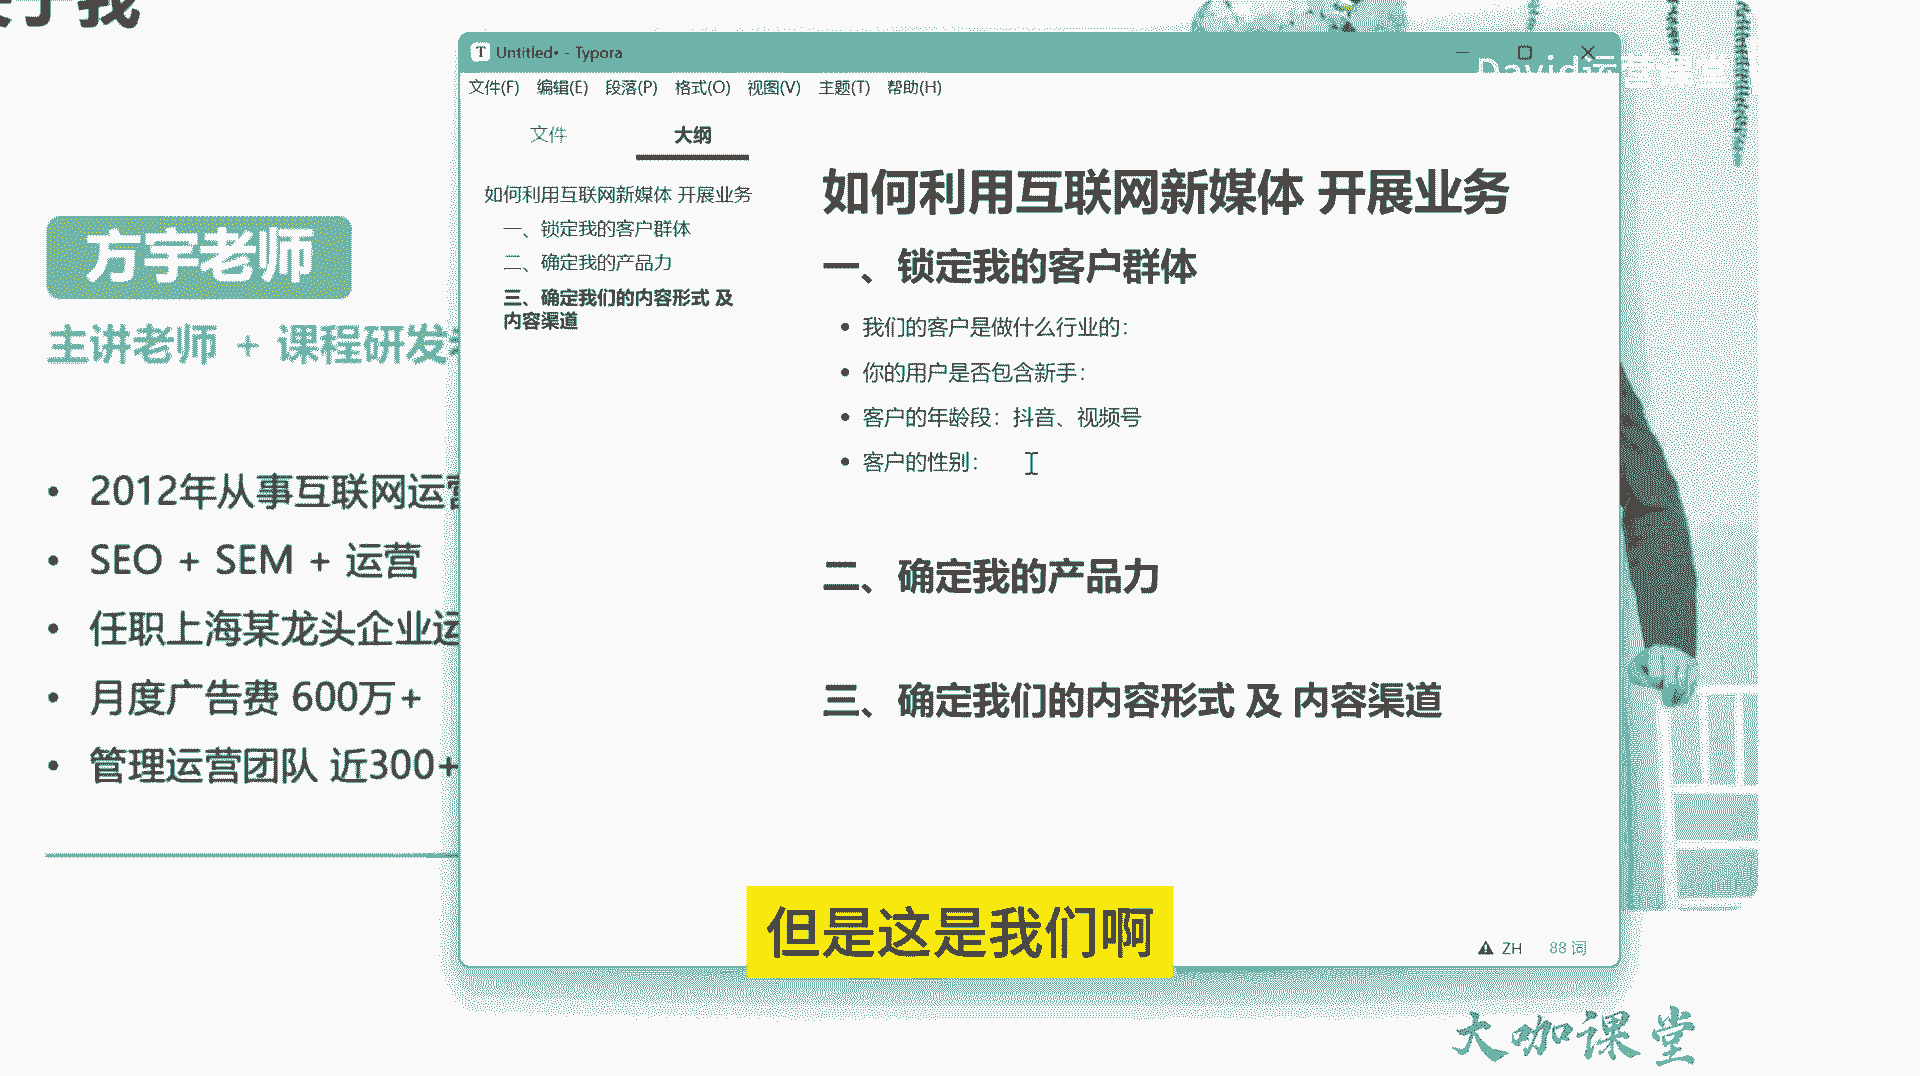 于我
Untitled• - Typora
David运营课堂
文件(F) 编辑(E) 段落(P) 格式(O) 视图(V) 主题(T) 帮助(H)
文件 大纲
如何利用互联网新媒体 开展业务
一、锁定我的客户群体
二、确定我的产品力
三、确定我们的内容形式 及
内容渠道
如何利用互联网新媒体 开展业务
一、锁定我的客户群体
我们的客户是做什么行业的：
你的用户是否包含新手：
客户的年龄段：抖音、视频号
客户的性别：
二、确定我的产品力
三、确定我们的内容形式 及 内容渠道
ZH 88 词
方宇老师
主讲老师 + 课程研发
• 2012年从事互联网运营
• SEO + SEM + 运营
• 任职上海某龙头企业运
• 月度广告费 600万+
• 管理运营团队 近300+
但是这是我们啊
大咖课堂